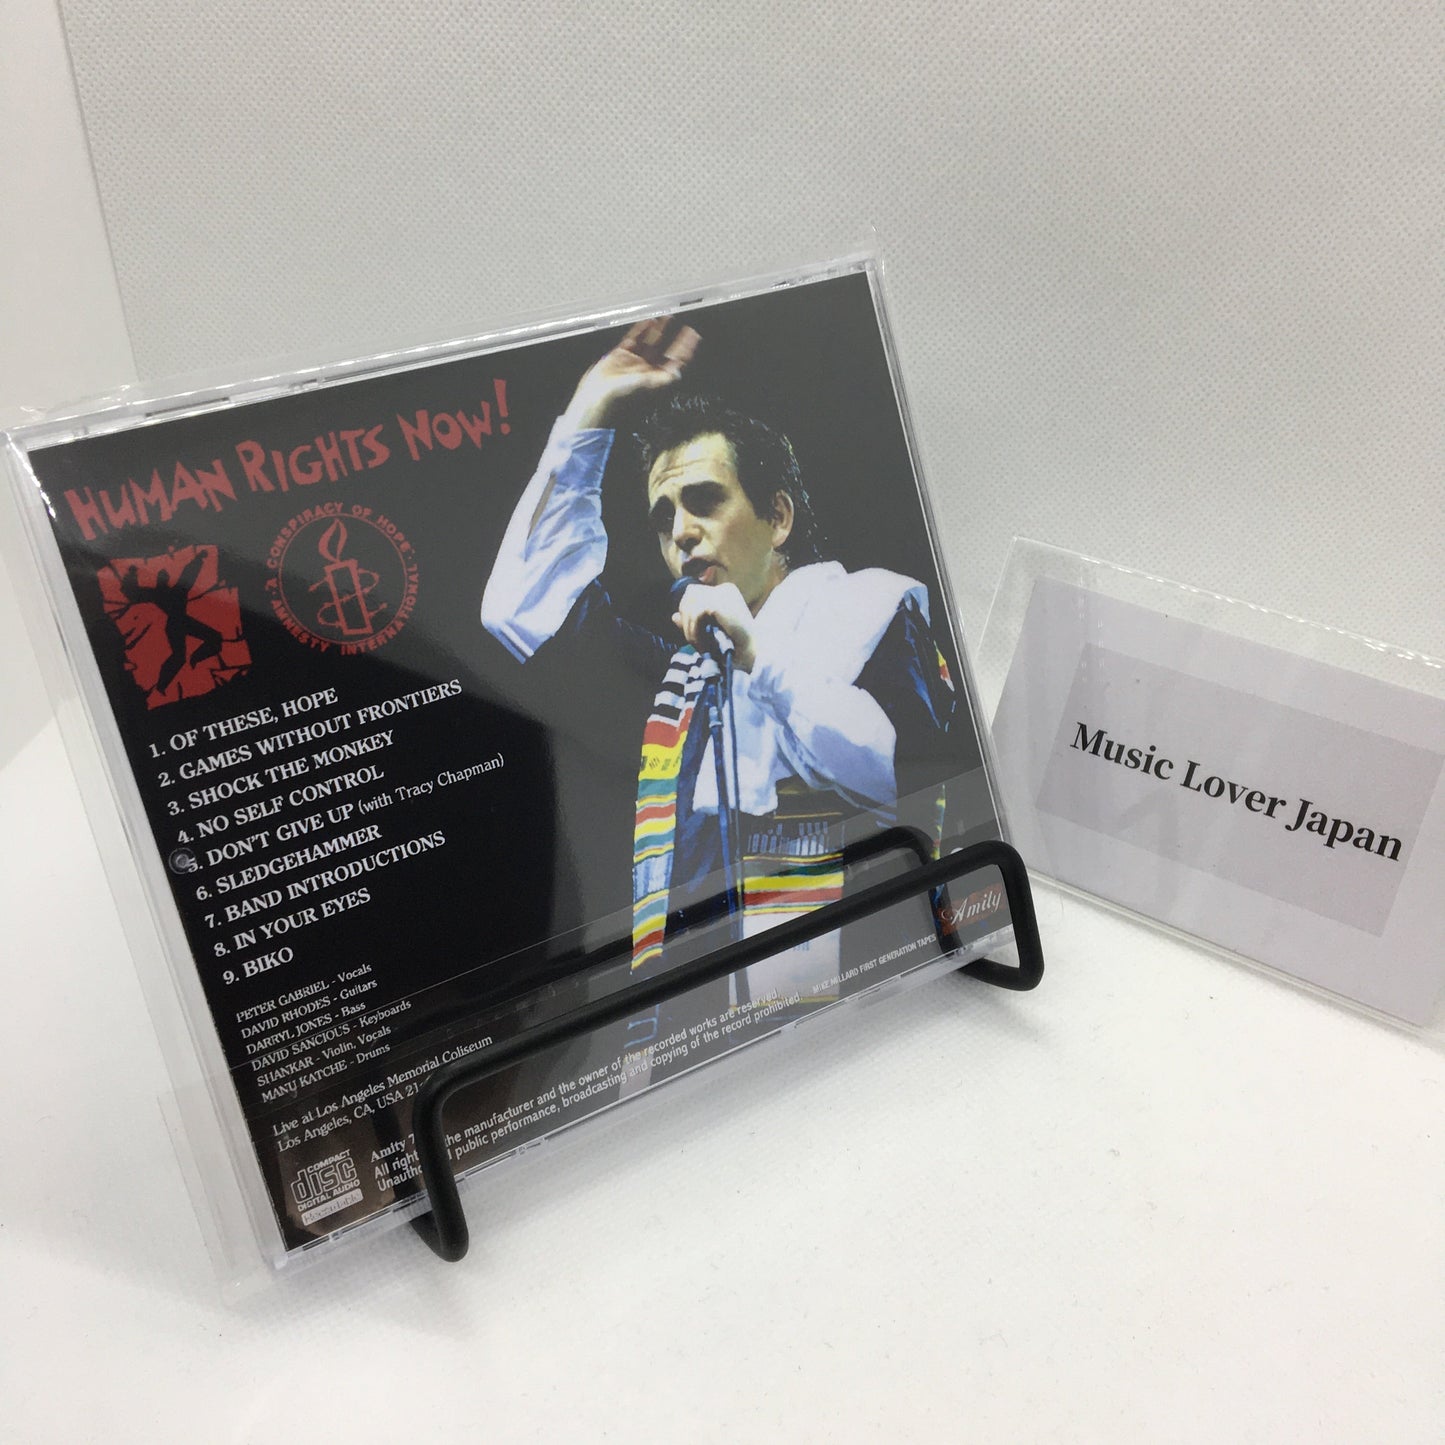 HUMAN RIGHTS NOW!
· A CONSPIRACY OF HOPE ·
AMNESTY INTERNATIONAL
1. OF THESE, HOPE
2. GAMES WITHOUT FRONTIERS
3. SHOCK THE MONKEY
4. NO SELF CONTROL
5. DON'T GIVE UP (with Tracy Chapman)
6. SLEDGEHAMMER
7. BAND INTRODUCTIONS
8. IN YOUR EYES
9. BIKO
PETER GABRIEL - Vocals
DAVID RHODES - Guitars
DARRYL JONES - Bass
DAVID SANCIOUS - Keyboards
SHANKAR - Violin, Vocals
MANU KATCHE - Drums
Live at Los Angeles Memorial Coliseum
Los Angeles, CA, USA 21
COMPACT
disc
DIGITAL AUDIO
Amity
the manufacturer and the owner of the recorded works are reserved.
All right
public performance, broadcasting and copying of the record prohibited.
MIKE MILLARD FIRST GENERATION TAPES
Amity
Music Lover Japan